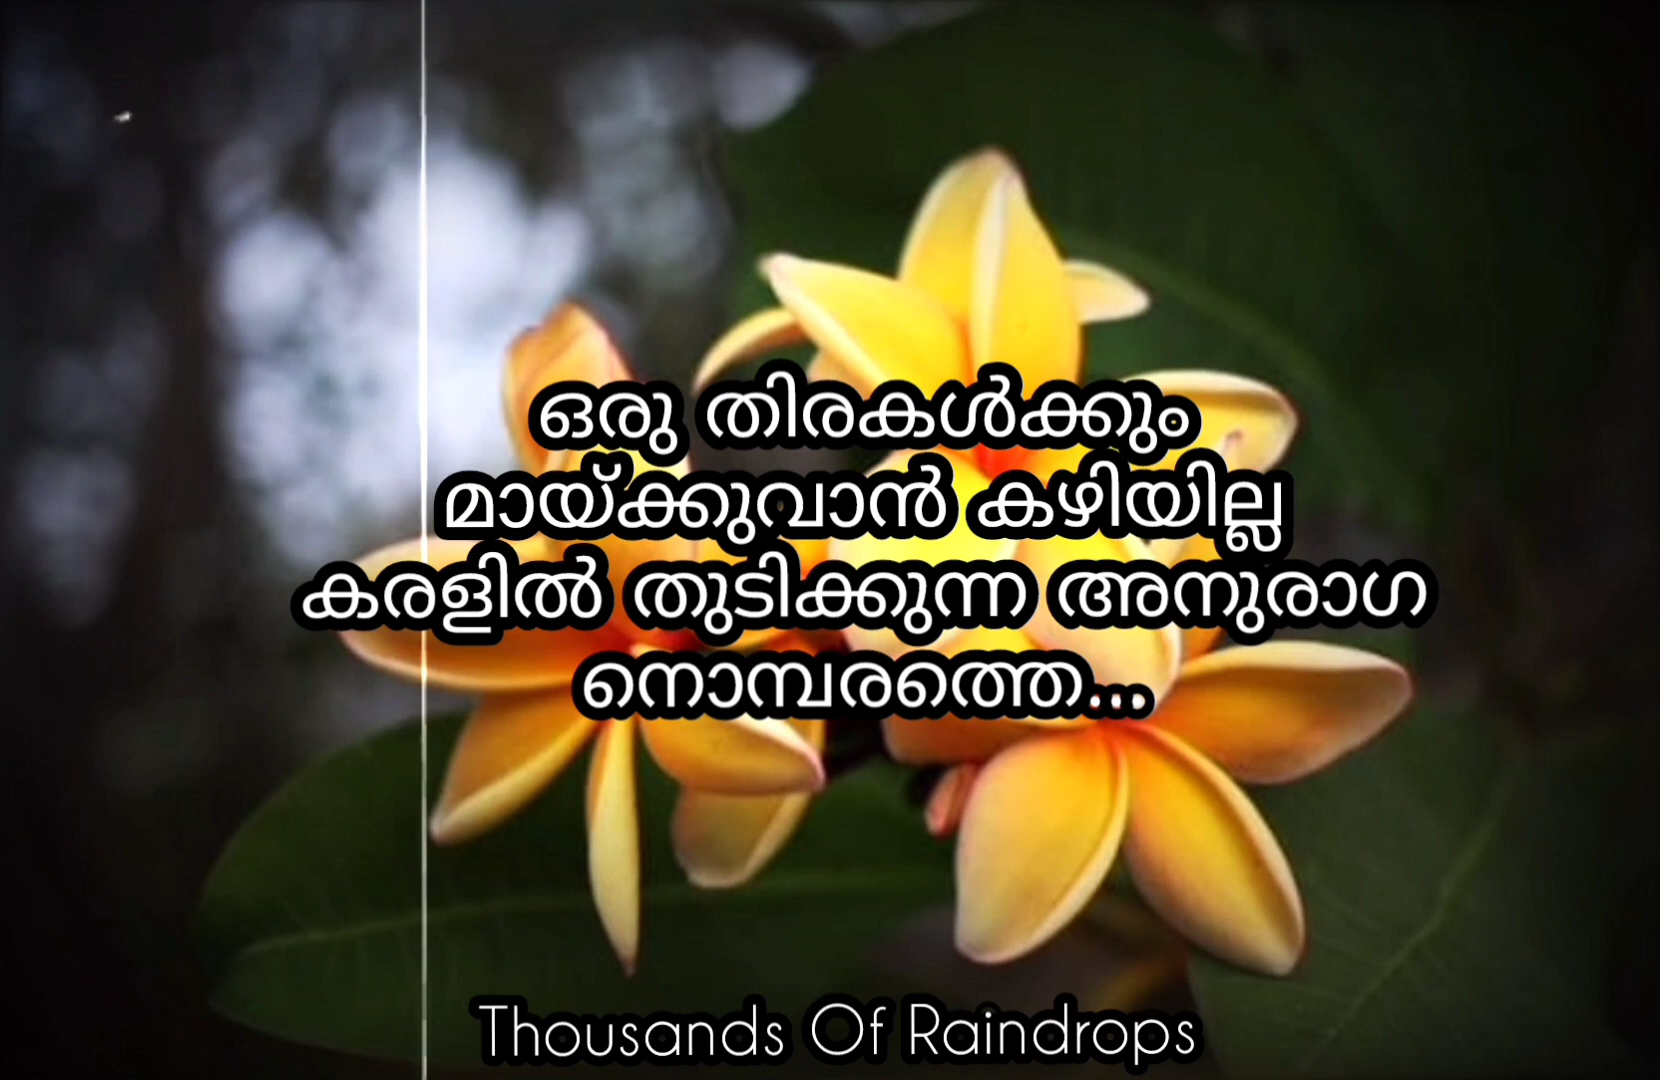 ഒരു തിരകൾക്കും
മായ്ക്കുവാൻ കഴിയില്ല
കരളിൽ തുടിക്കുന്ന അനുരാഗ
നൊമ്പരത്തെ...
Thousands Of Raindrops